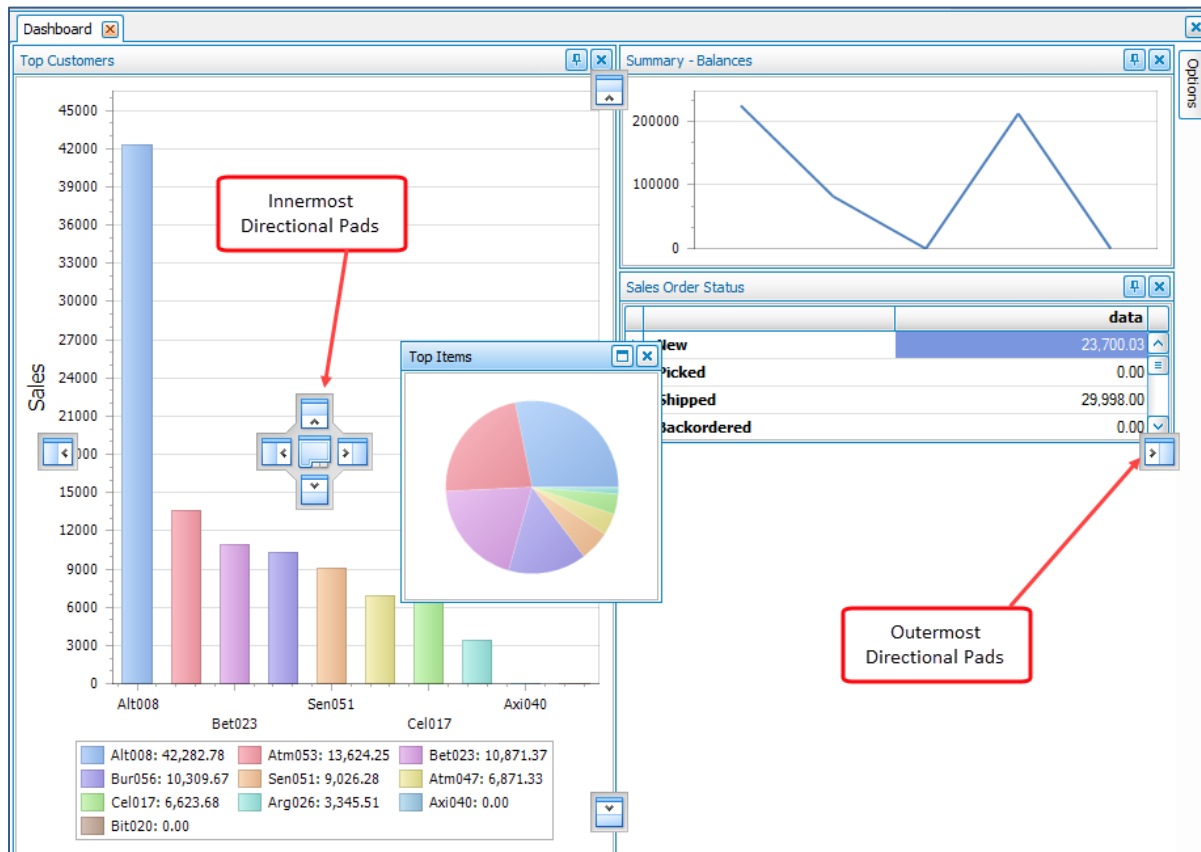 Dashboard
Top Customers
Summary - Balances
Options
45000
42000
39000
36000
33000
30000
27000
24000
21000
000
15000
12000
9000
6000
3000
0
Sales
Innermost
Directional Pads
200000
100000
0
Sales Order Status
data
New 23,700.03
Picked 0.00
Shipped 29,998.00
Backordered 0.00
Top Items
Outermost
Directional Pads
Alt008 Sen051 Axi040
Bet023 Cel017
Alt008: 42,282.78 Atm053: 13,624.25 Bet023: 10,871.37
Bur056: 10,309.67 Sen051: 9,026.28 Atm047: 6,871.33
Cel017: 6,623.68 Arg026: 3,345.51 Axi040: 0.00
Bit020: 0.00